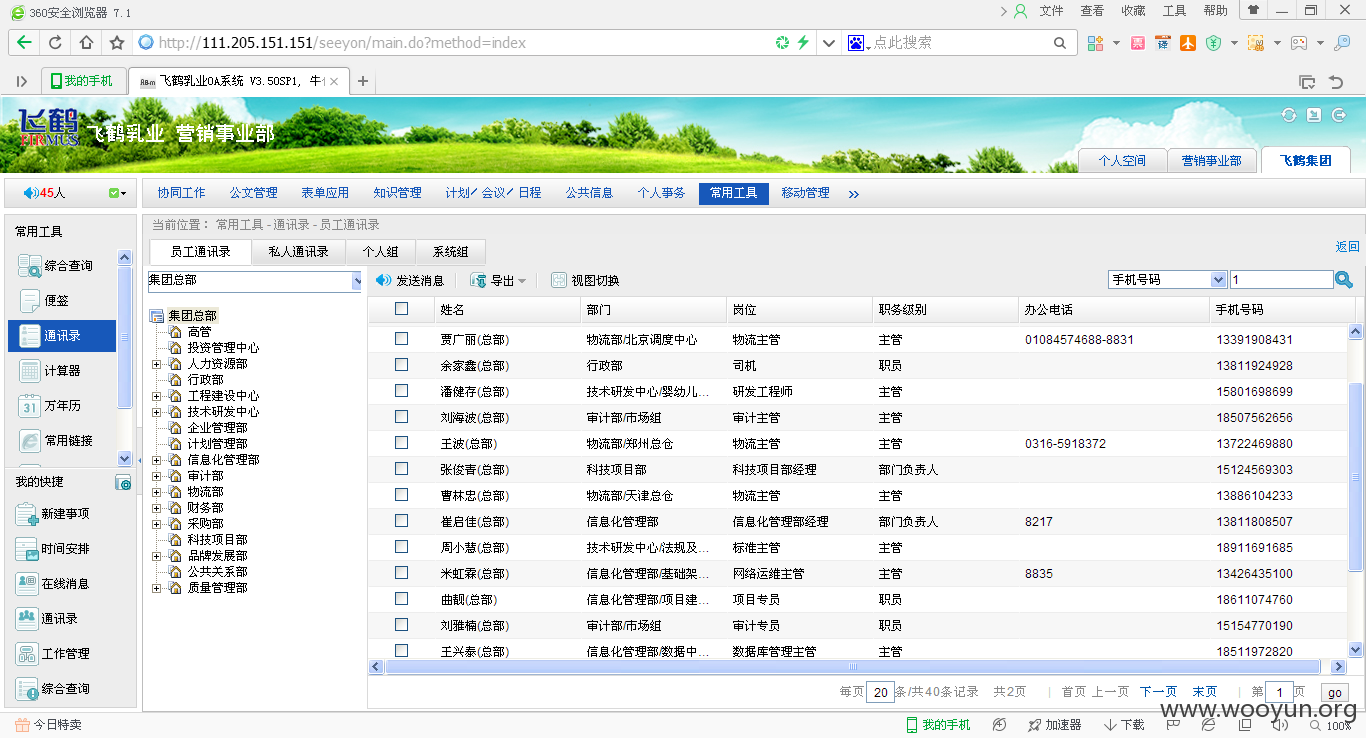 360安全浏览器 7.1 文件 查看 收藏 工具 帮助
http://111.205.151.151/seeyon/main.do?method=index 点此搜索
我的手机 A8-m 飞鹤乳业OA系统 V3.50SP1, 牛
飞鹤 FIRMUS 飞鹤乳业 营销事业部
个人空间 营销事业部 飞鹤集团
45人 协同工作 公文管理 表单应用 知识管理 计划/会议/日程 公共信息 个人事务 常用工具 移动管理 »
常用工具
综合查询
便签
通讯录
计算器
31 万年历
常用链接
我的快捷
新建事项
时间安排
在线消息
通讯录
工作管理
综合查询
当前位置： 常用工具 - 通讯录 - 员工通讯录
员工通讯录 私人通讯录 个人组 系统组 返回
集团总部
发送消息 导出 视图切换 手机号码 1
集团总部
高管
投资管理中心
人力资源部
行政部
工程建设中心
技术研发中心
企业管理部
计划管理部
信息化管理部
审计部
物流部
财务部
采购部
科技项目部
品牌发展部
公共关系部
质量管理部
姓名 部门 岗位 职务级别 办公电话 手机号码
贾广丽(总部) 物流部/北京调度中心 物流主管 主管 01084574688-8831 13391908431
余家鑫(总部) 行政部 司机 职员 13811924928
潘健存(总部) 技术研发中心/婴幼儿... 研发工程师 主管 15801698699
刘海波(总部) 审计部/市场组 审计主管 主管 18507562656
王波(总部) 物流部/郑州总仓 物流主管 主管 0316-5918372 13722469880
张俊青(总部) 科技项目部 科技项目部经理 部门负责人 15124569303
曹林忠(总部) 物流部/天津总仓 物流主管 主管 13886104233
崔启佳(总部) 信息化管理部 信息化管理部经理 部门负责人 8217 13811808507
周小慧(总部) 技术研发中心/法规及... 标准主管 主管 18911691685
米虹霖(总部) 信息化管理部/基础架... 网络运维主管 主管 8835 13426435100
曲靓(总部) 信息化管理部/项目建... 项目专员 职员 18611074760
刘雅楠(总部) 审计部/市场组 审计专员 职员 15154770190
王兴泰(总部) 信息化管理部/数据中... 数据库管理主管 主管 18511972820
每页 20 条/共40条记录 共2页 | 首页 上一页 下一页 末页 | 第 1 页 go
www.wooyun.org
今日特卖 我的手机 加速器 下载 100%